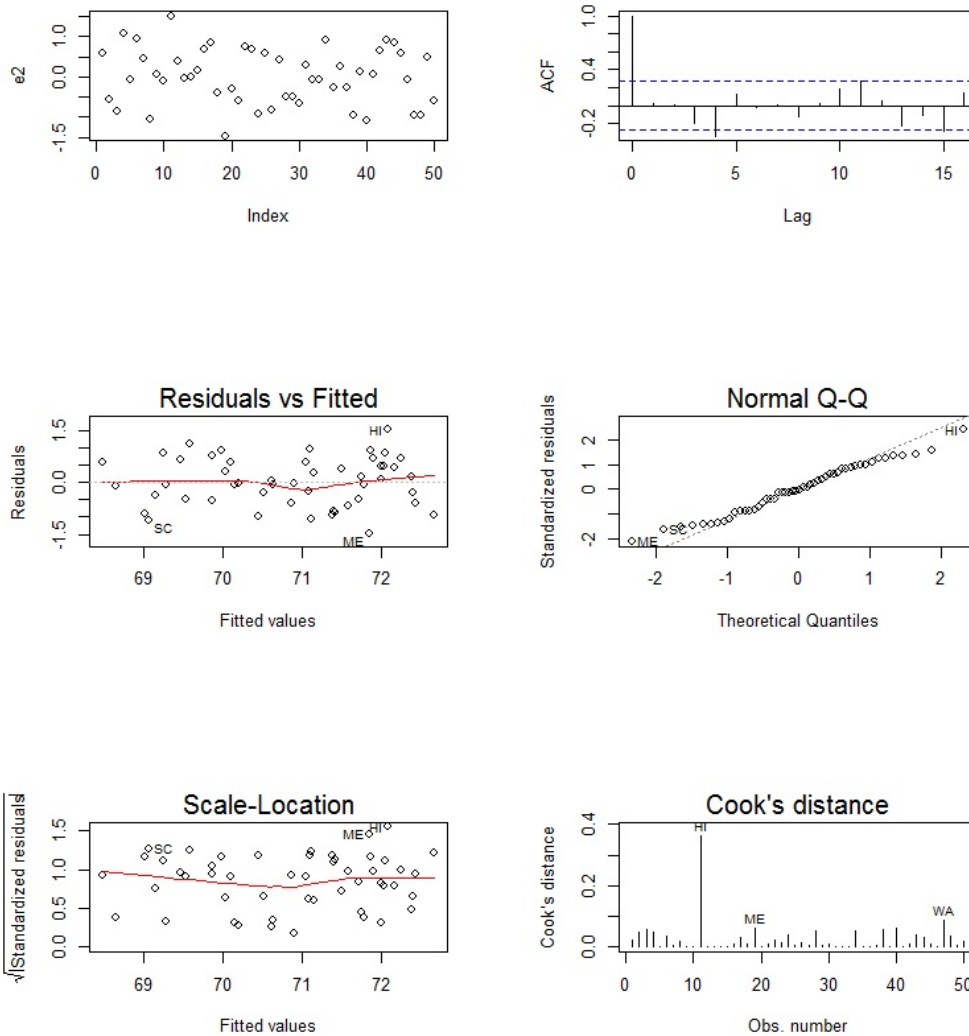 e2
1.0
0.0
-1.5
0 10 20 30 40 50
Index
ACF
1.0
0.4
-0.2
0 5 10 15
Lag
Residuals vs Fitted
Residuals
1.5
0.0
-1.5
HI
SC
ME
69 70 71 72
Fitted values
Normal Q-Q
Standardized residuals
2
1
0
-2
HI
SC
ME
-2 -1 0 1 2
Theoretical Quantiles
Scale-Location
√|Standardized residuals|
1.5
1.0
0.5
0.0
SC
ME
HI
69 70 71 72
Fitted values
Cook's distance
Cook's distance
0.4
0.2
0.0
HI
ME
WA
0 10 20 30 40 50
Obs. number